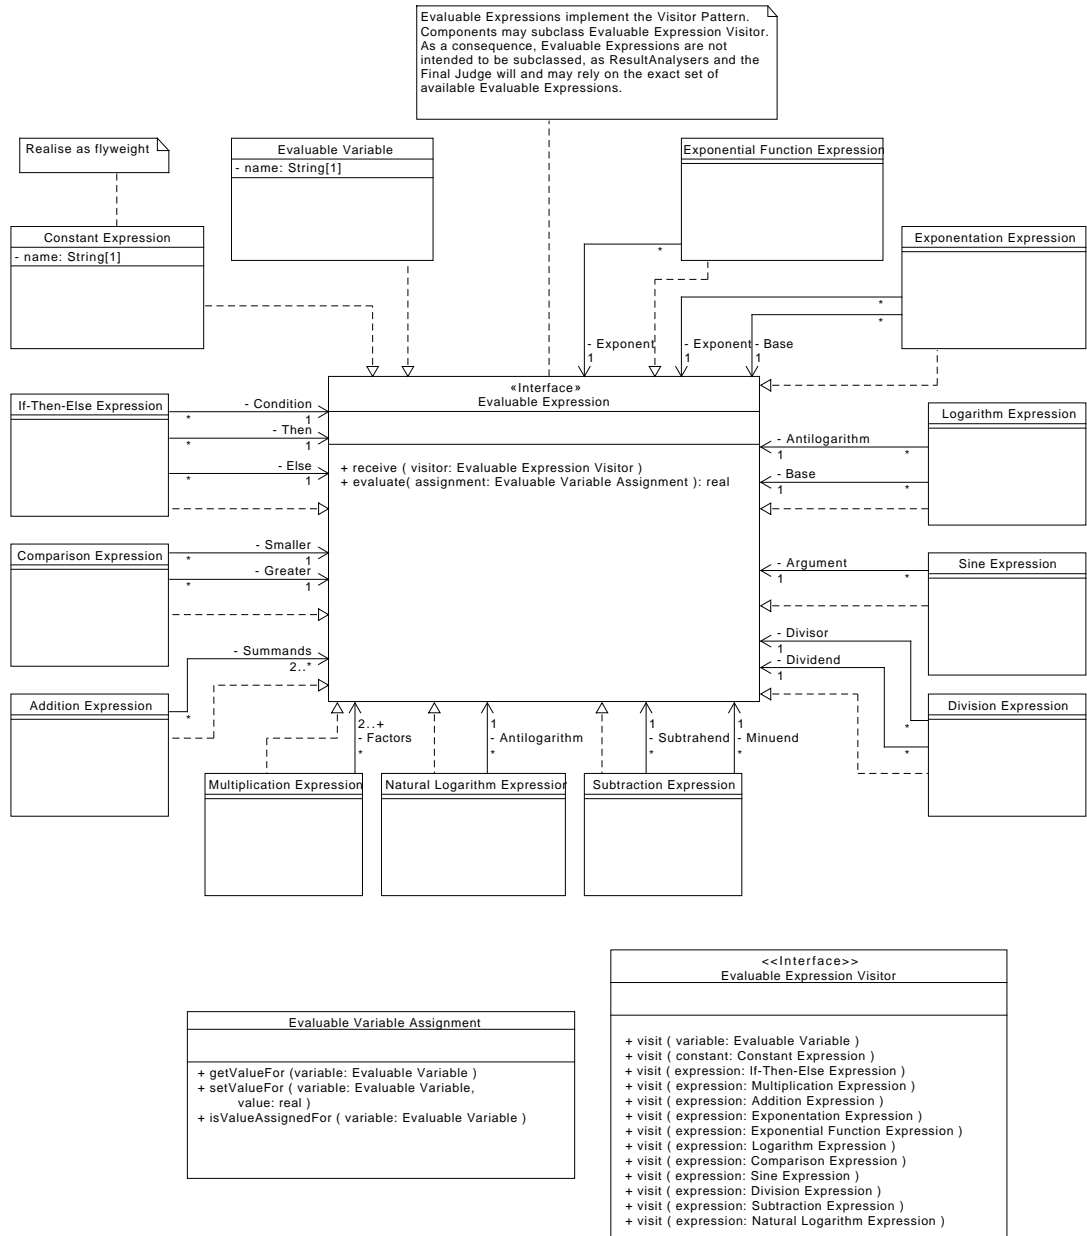 Evaluable Expressions implement the Visitor Pattern.
Components may subclass Evaluable Expression Visitor.
As a consequence, Evaluable Expressions are not
intended to be subclassed, as ResultAnalysers and the
Final Judge will and may rely on the exact set of
available Evaluable Expressions.
Realise as flyweight
Evaluable Variable
- name: String[1]
Exponential Function Expression
Constant Expression
- name: String[1]
Exponentation Expression
*
*
*
- Exponent
1
- Exponent
1
- Base
1
«Interface»
Evaluable Expression
+ receive ( visitor: Evaluable Expression Visitor )
+ evaluate( assignment: Evaluable Variable Assignment ): real
If-Then-Else Expression
- Condition
*
1
- Then
*
1
- Else
*
1
Logarithm Expression
- Antilogarithm
1
*
- Base
1
*
Comparison Expression
- Smaller
*
1
- Greater
*
1
Sine Expression
- Argument
1
*
- Summands
2..*
*
Addition Expression
- Divisor
1
- Dividend
1
*
*
Division Expression
2..+
- Factors
*
1
- Antilogarithm
*
1
- Subtrahend
*
1
- Minuend
*
Multiplication Expression
Natural Logarithm Expression
Subtraction Expression
Evaluable Variable Assignment
+ getValueFor (variable: Evaluable Variable )
+ setValueFor ( variable: Evaluable Variable,
value: real )
+ isValueAssignedFor ( variable: Evaluable Variable )
<<Interface>>
Evaluable Expression Visitor
+ visit ( variable: Evaluable Variable )
+ visit ( constant: Constant Expression )
+ visit ( expression: If-Then-Else Expression )
+ visit ( expression: Multiplication Expression )
+ visit ( expression: Addition Expression )
+ visit ( expression: Exponentation Expression )
+ visit ( expression: Exponential Function Expression )
+ visit ( expression: Logarithm Expression )
+ visit ( expression: Comparison Expression )
+ visit ( expression: Sine Expression )
+ visit ( expression: Division Expression )
+ visit ( expression: Subtraction Expression )
+ visit ( expression: Natural Logarithm Expression )